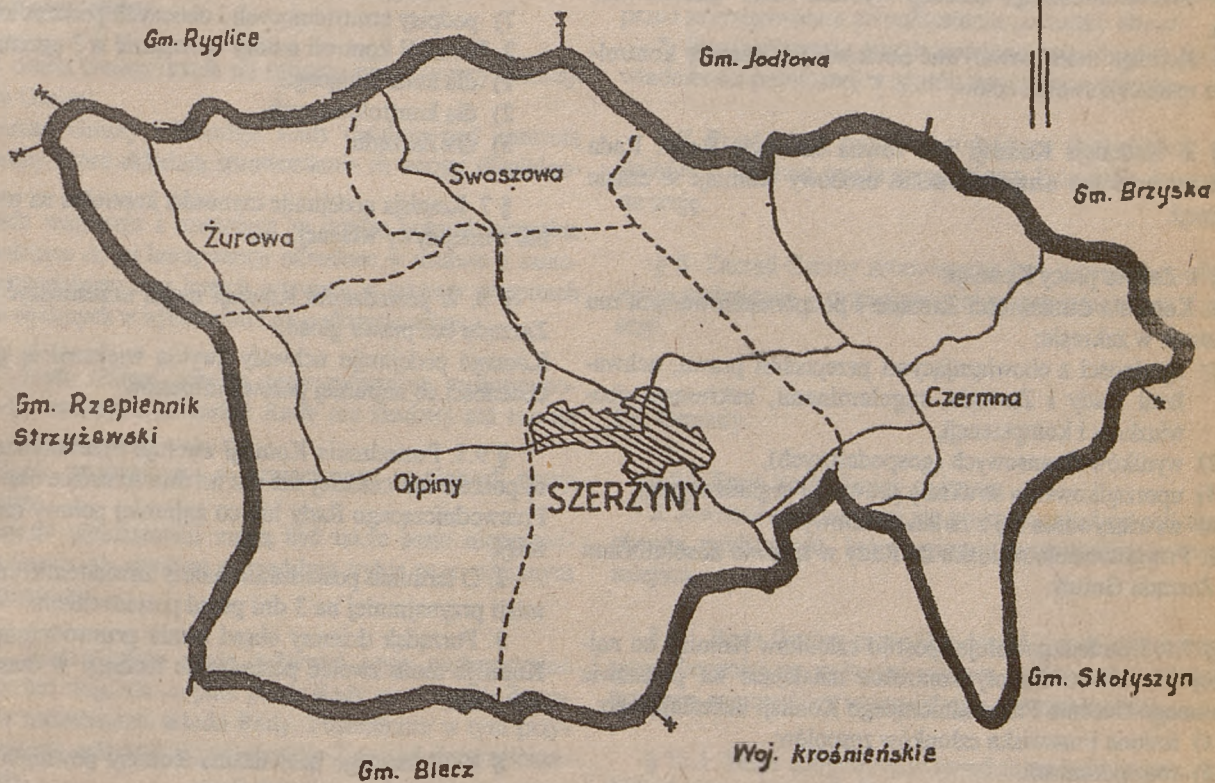 Gm. Ryglice
Gm. Jodłowa
Gm. Brzyska
Swoszowa
Żurowa
Gm. Rzepiennik
Strzyżewski
Czermna
Ołpiny
SZERZYNY
Gm. Skołyszyn
Woj. krośnieńskie
Gm. Biecz